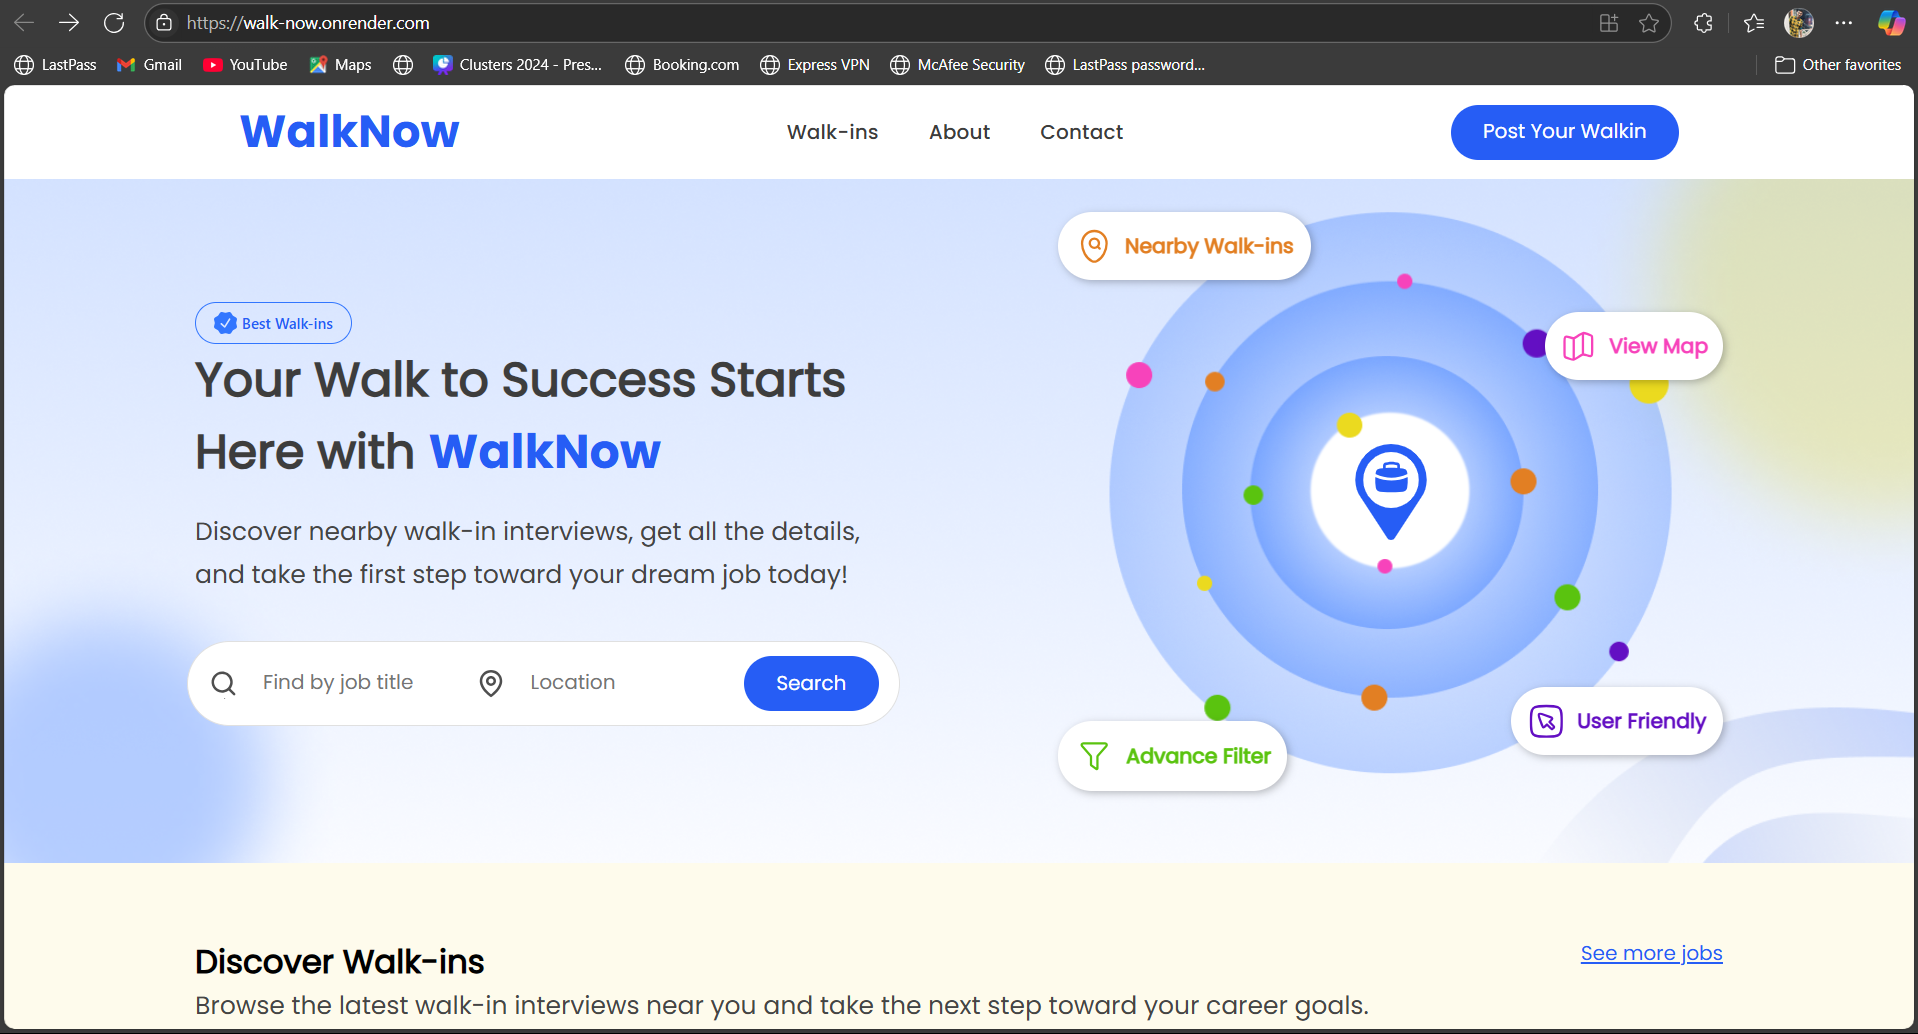 https://walk-now.onrender.com
LastPass
Gmail
YouTube
Maps
Clusters 2024 - Pres...
Booking.com
Express VPN
McAfee Security
LastPass password...
Other favorites
WalkNow
Walk-ins
About
Contact
Post Your Walkin
Best Walk-ins
Your Walk to Success Starts
Here with WalkNow
Discover nearby walk-in interviews, get all the details,
and take the first step toward your dream job today!
Find by job title
Location
Search
Nearby Walk-ins
View Map
User Friendly
Advance Filter
Discover Walk-ins
See more jobs
Browse the latest walk-in interviews near you and take the next step toward your career goals.